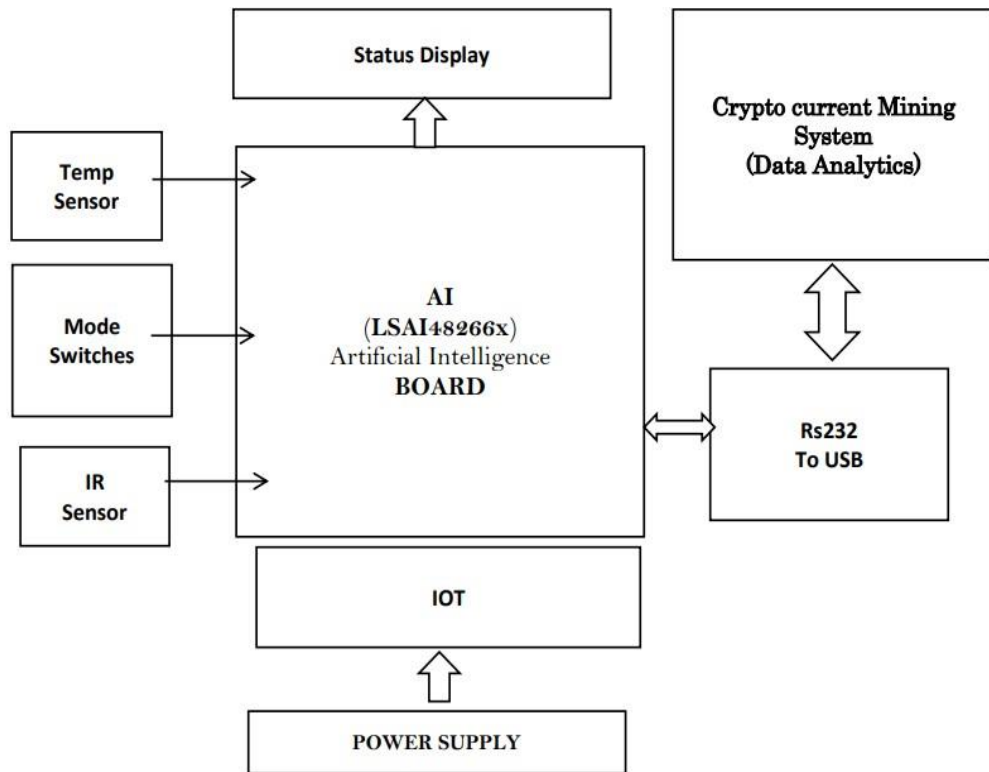 Status Display
Crypto current Mining
System
(Data Analytics)
Temp
Sensor
Mode
Switches
IR
Sensor
AI
(LSAI48266x)
Artificial Intelligence
BOARD
Rs232
To USB
IOT
POWER SUPPLY